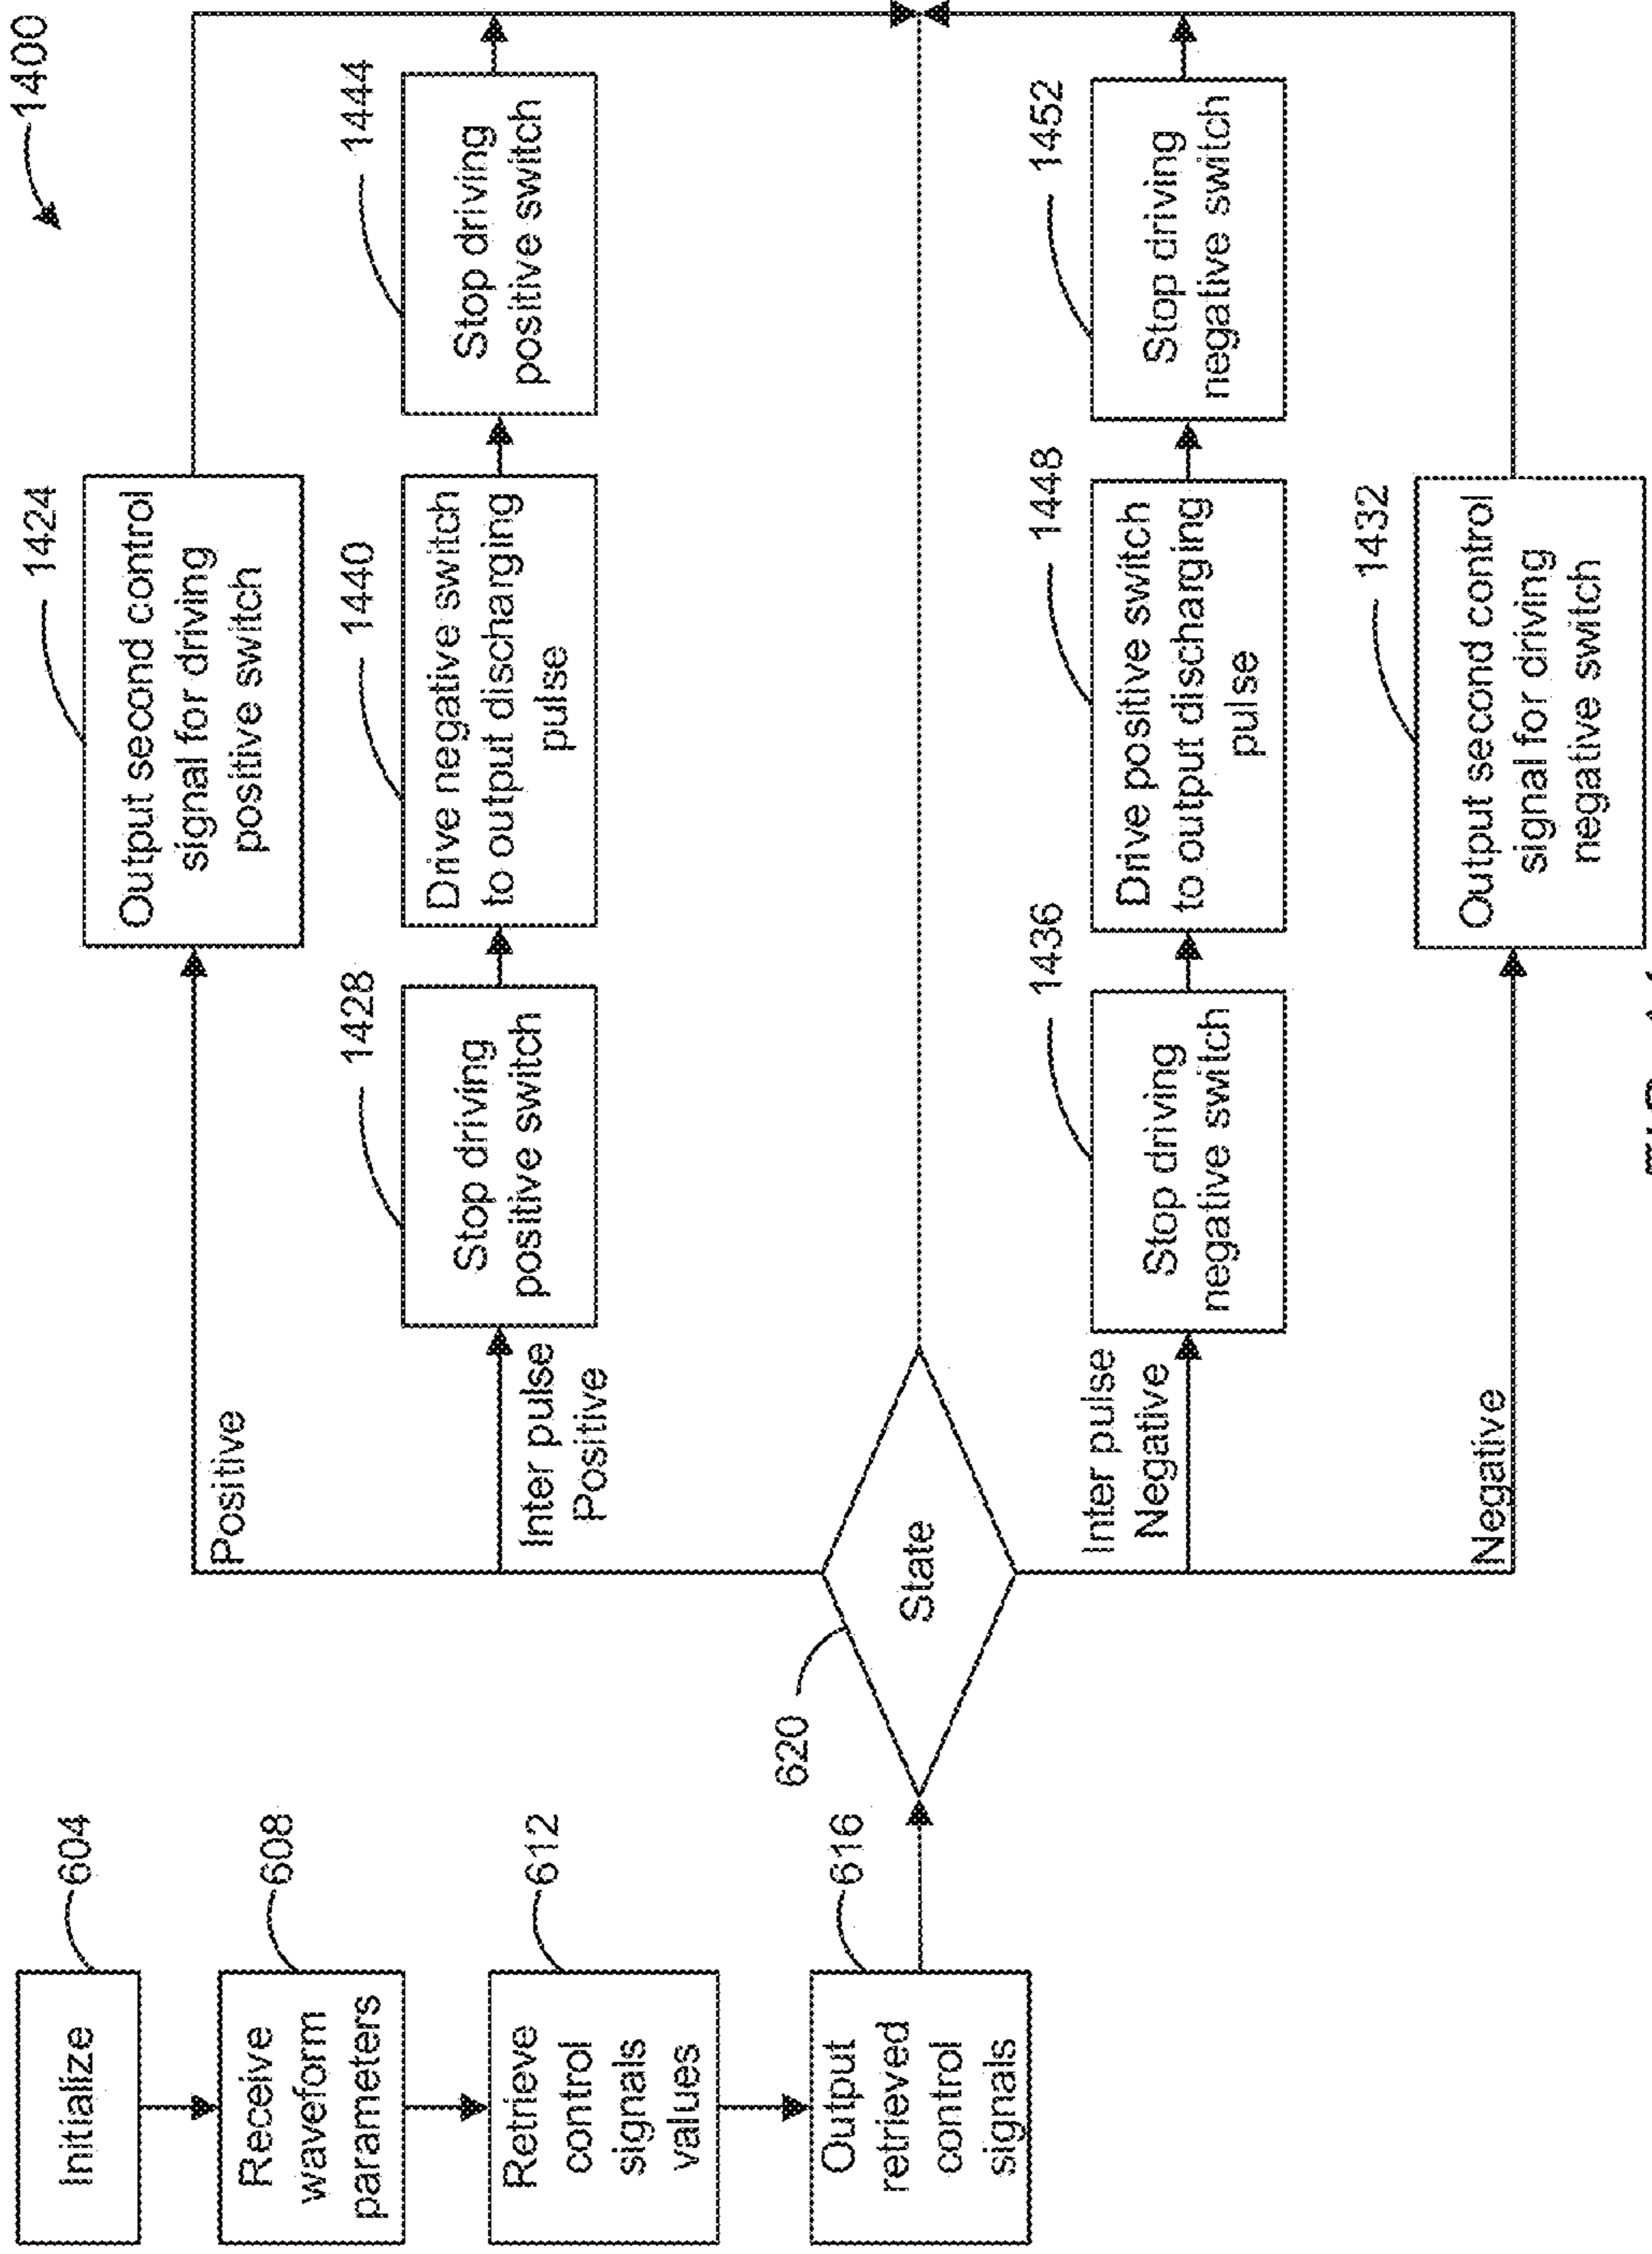 1400
604
Initialize
608
Receive
waveform
parameters
612
Retrieve
control
signals
values
616
Output
retrieved
control
signals
620
State
Positive
1424
Output second control
signal for driving
positive switch
Inter pulse
Positive
1428
Stop driving
positive switch
1440
Drive negative switch
to output discharging
pulse
1444
Stop driving
positive switch
Inter pulse
Negative
1436
Stop driving
negative switch
1448
Drive positive switch
to output discharging
pulse
1452
Stop driving
negative switch
Negative
1432
Output second control
signal for driving
negative switch